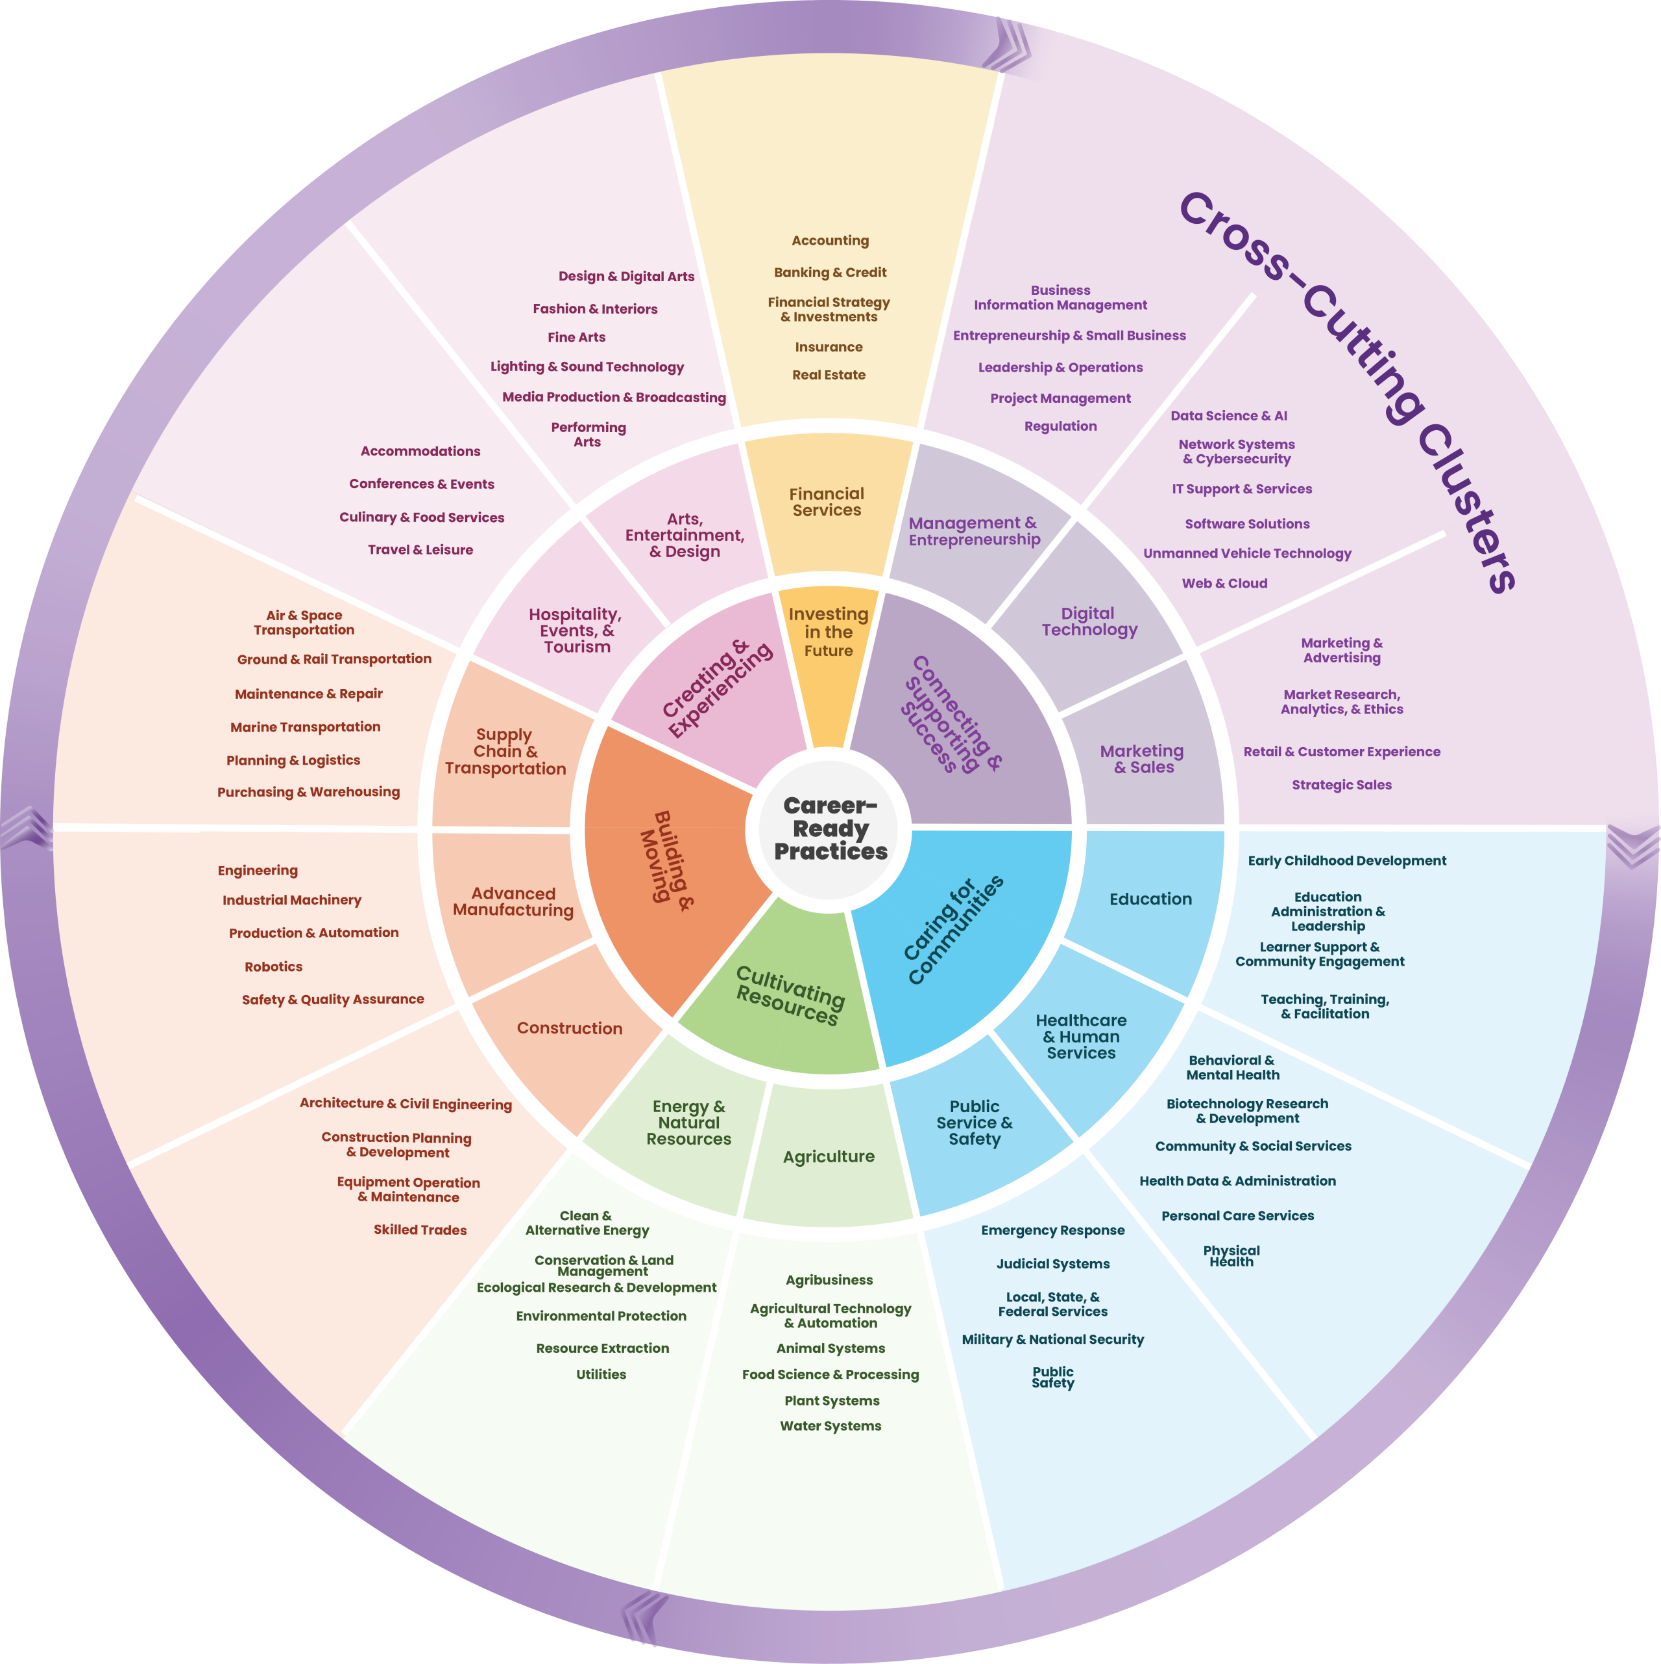 Cross-Cutting Clusters
Career-
Ready
Practices
Investing
in the
Future
Financial
Services
Accounting
Banking & Credit
Financial Strategy
& Investments
Insurance
Real Estate
Connecting &
Supporting
Success
Management &
Entrepreneurship
Business
Information Management
Entrepreneurship & Small Business
Leadership & Operations
Project Management
Regulation
Digital
Technology
Data Science & AI
Network Systems
& Cybersecurity
IT Support & Services
Software Solutions
Unmanned Vehicle Technology
Web & Cloud
Marketing
& Sales
Marketing &
Advertising
Market Research,
Analytics, & Ethics
Retail & Customer Experience
Strategic Sales
Caring for
Communities
Education
Early Childhood Development
Education
Administration &
Leadership
Learner Support &
Community Engagement
Teaching, Training,
& Facilitation
Healthcare
& Human
Services
Behavioral &
Mental Health
Biotechnology Research
& Development
Community & Social Services
Health Data & Administration
Personal Care Services
Physical
Health
Public
Service &
Safety
Emergency Response
Judicial Systems
Local, State, &
Federal Services
Military & National Security
Public
Safety
Cultivating
Resources
Agriculture
Agribusiness
Agricultural Technology
& Automation
Animal Systems
Food Science & Processing
Plant Systems
Water Systems
Energy &
Natural
Resources
Clean &
Alternative Energy
Conservation & Land
Management
Ecological Research & Development
Environmental Protection
Resource Extraction
Utilities
Building &
Moving
Construction
Architecture & Civil Engineering
Construction Planning
& Development
Equipment Operation
& Maintenance
Skilled Trades
Advanced
Manufacturing
Engineering
Industrial Machinery
Production & Automation
Robotics
Safety & Quality Assurance
Supply
Chain &
Transportation
Air & Space
Transportation
Ground & Rail Transportation
Maintenance & Repair
Marine Transportation
Planning & Logistics
Purchasing & Warehousing
Creating &
Experiencing
Hospitality,
Events, &
Tourism
Accommodations
Conferences & Events
Culinary & Food Services
Travel & Leisure
Arts,
Entertainment,
& Design
Design & Digital Arts
Fashion & Interiors
Fine Arts
Lighting & Sound Technology
Media Production & Broadcasting
Performing
Arts